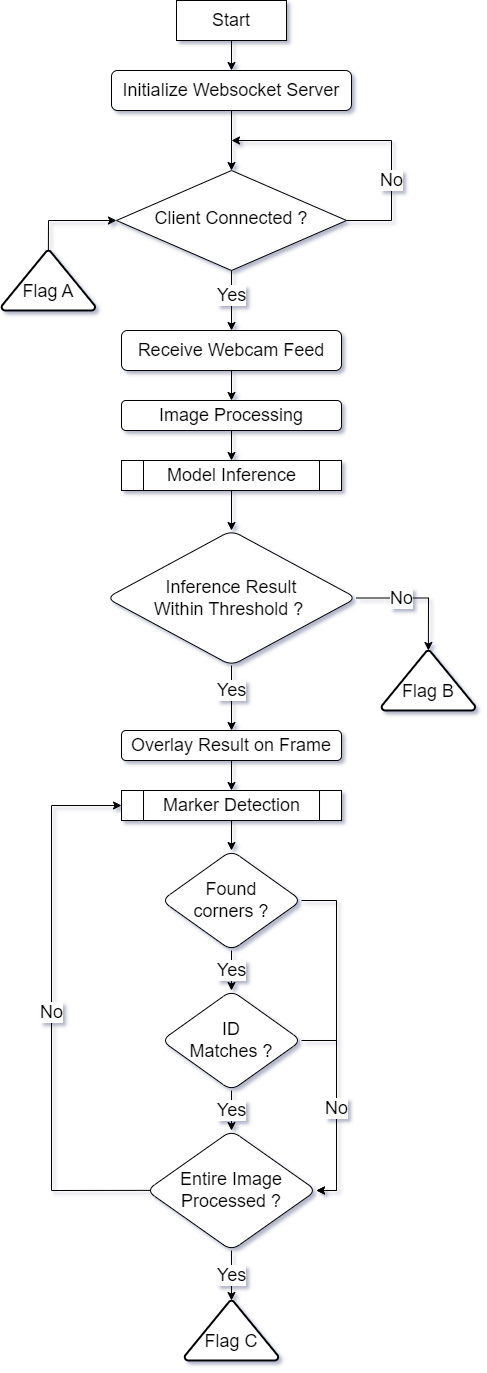 Start
Initialize Websocket Server
No
Client Connected ?
Flag A
Yes
Receive Webcam Feed
Image Processing
Model Inference
Inference Result
Within Threshold ?
No
Flag B
Yes
Overlay Result on Frame
Marker Detection
Found
corners ?
Yes
No
ID
Matches ?
Yes
No
Entire Image
Processed ?
Yes
Flag C